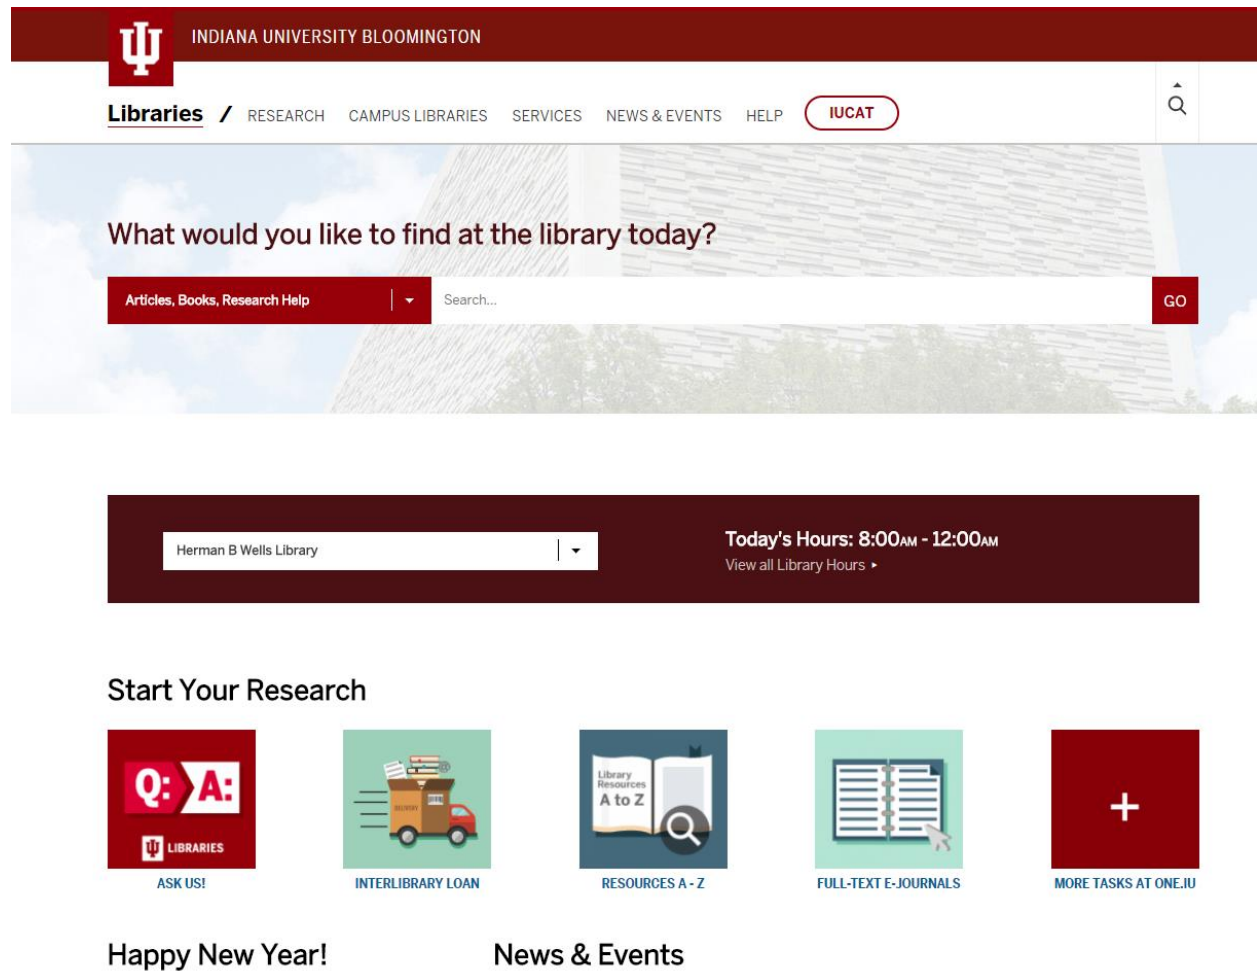 INDIANA UNIVERSITY BLOOMINGTON
Libraries / RESEARCH CAMPUS LIBRARIES SERVICES NEWS & EVENTS HELP IUCAT
What would you like to find at the library today?
Articles, Books, Research Help Search... GO
Herman B Wells Library
Today's Hours: 8:00AM - 12:00AM
View all Library Hours
Start Your Research
Q: A:
LIBRARIES
DELIVERY
Library
Resources
A to Z
+
ASK US! INTERLIBRARY LOAN RESOURCES A - Z FULL-TEXT E-JOURNALS MORE TASKS AT ONE.IU
Happy New Year! News & Events